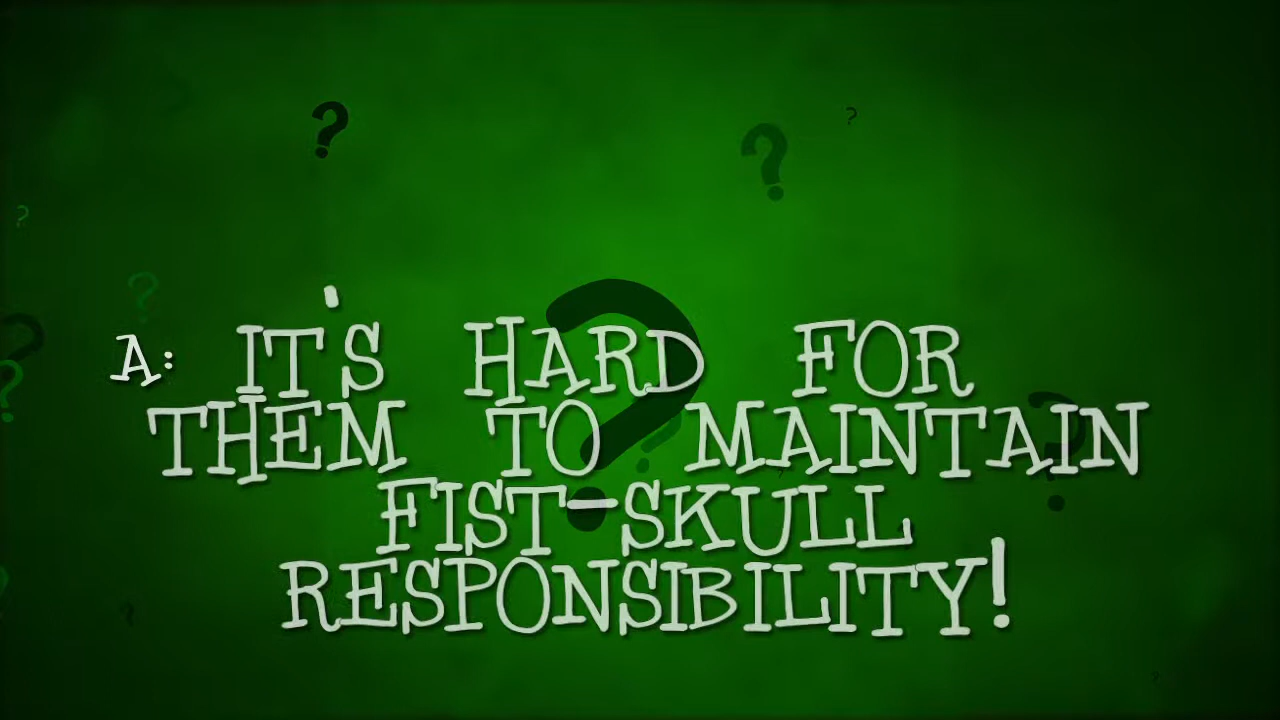 A: IT'S HARD FOR
THEM TO MAINTAIN
FIST-SKULL
RESPONSIBILITY!